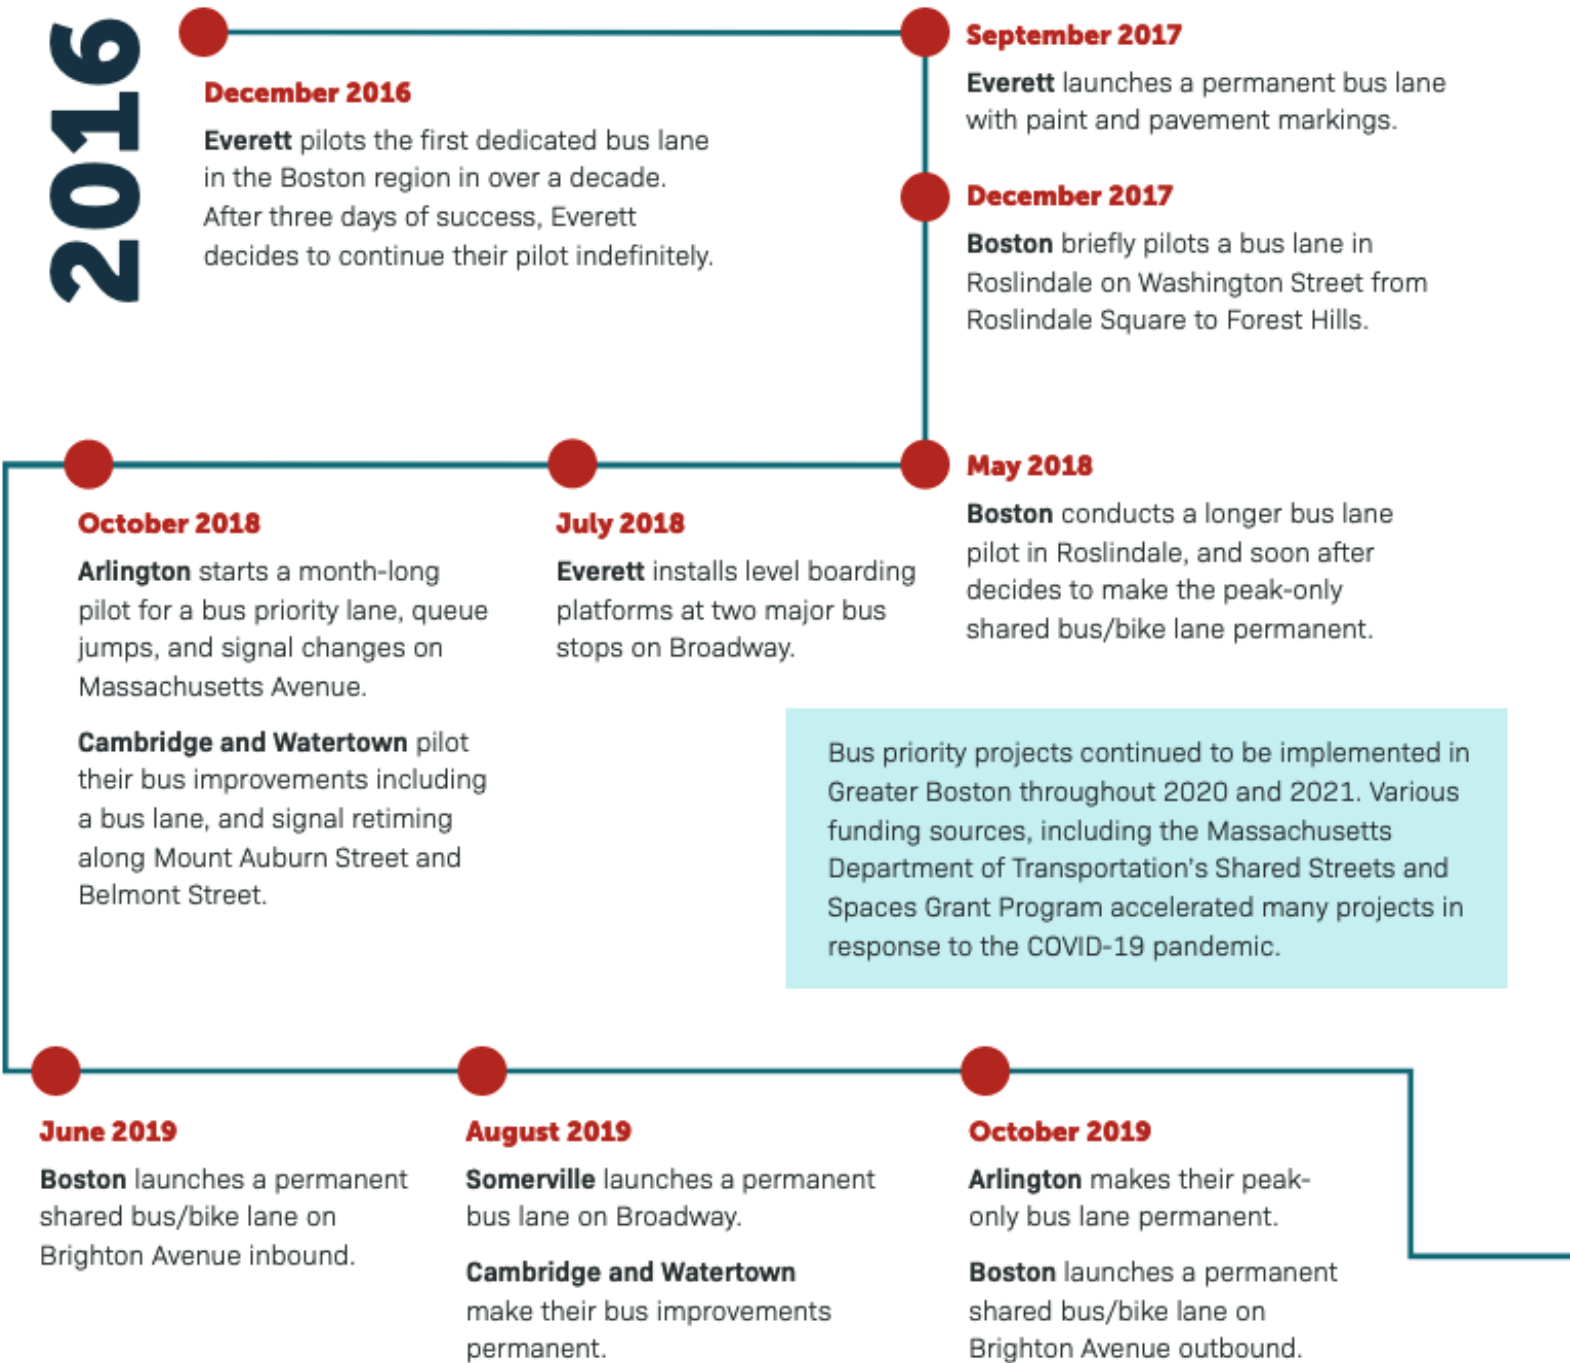 2016
December 2016
Everett pilots the first dedicated bus lane
in the Boston region in over a decade.
After three days of success, Everett
decides to continue their pilot indefinitely.
September 2017
Everett launches a permanent bus lane
with paint and pavement markings.
December 2017
Boston briefly pilots a bus lane in
Roslindale on Washington Street from
Roslindale Square to Forest Hills.
May 2018
Boston conducts a longer bus lane
pilot in Roslindale, and soon after
decides to make the peak-only
shared bus/bike lane permanent.
July 2018
Everett installs level boarding
platforms at two major bus
stops on Broadway.
October 2018
Arlington starts a month-long
pilot for a bus priority lane, queue
jumps, and signal changes on
Massachusetts Avenue.
Cambridge and Watertown pilot
their bus improvements including
a bus lane, and signal retiming
along Mount Auburn Street and
Belmont Street.
Bus priority projects continued to be implemented in
Greater Boston throughout 2020 and 2021. Various
funding sources, including the Massachusetts
Department of Transportation's Shared Streets and
Spaces Grant Program accelerated many projects in
response to the COVID-19 pandemic.
June 2019
Boston launches a permanent
shared bus/bike lane on
Brighton Avenue inbound.
August 2019
Somerville launches a permanent
bus lane on Broadway.
Cambridge and Watertown
make their bus improvements
permanent.
October 2019
Arlington makes their peak-
only bus lane permanent.
Boston launches a permanent
shared bus/bike lane on
Brighton Avenue outbound.